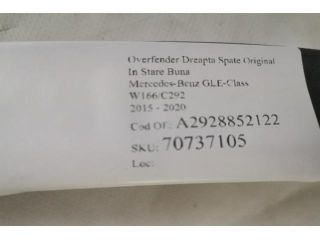 Overfender Dreapta Spate Original
In Stare Buna
Mercedes-Benz GLE-Class
W166/C292
2015 - 2020
Cod OE: A2928852122
SKU: 70737105
Loc: